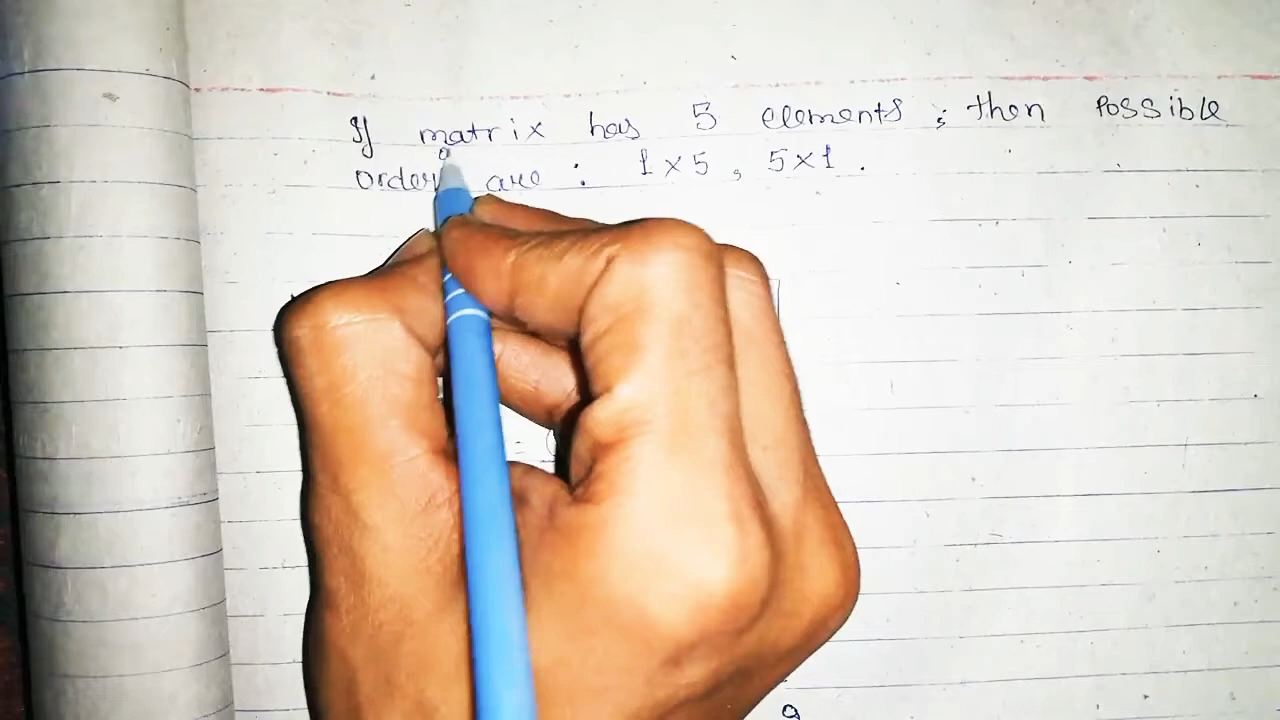 If matrix has 5 elements; then possible
order are : 1×5, 5×1.